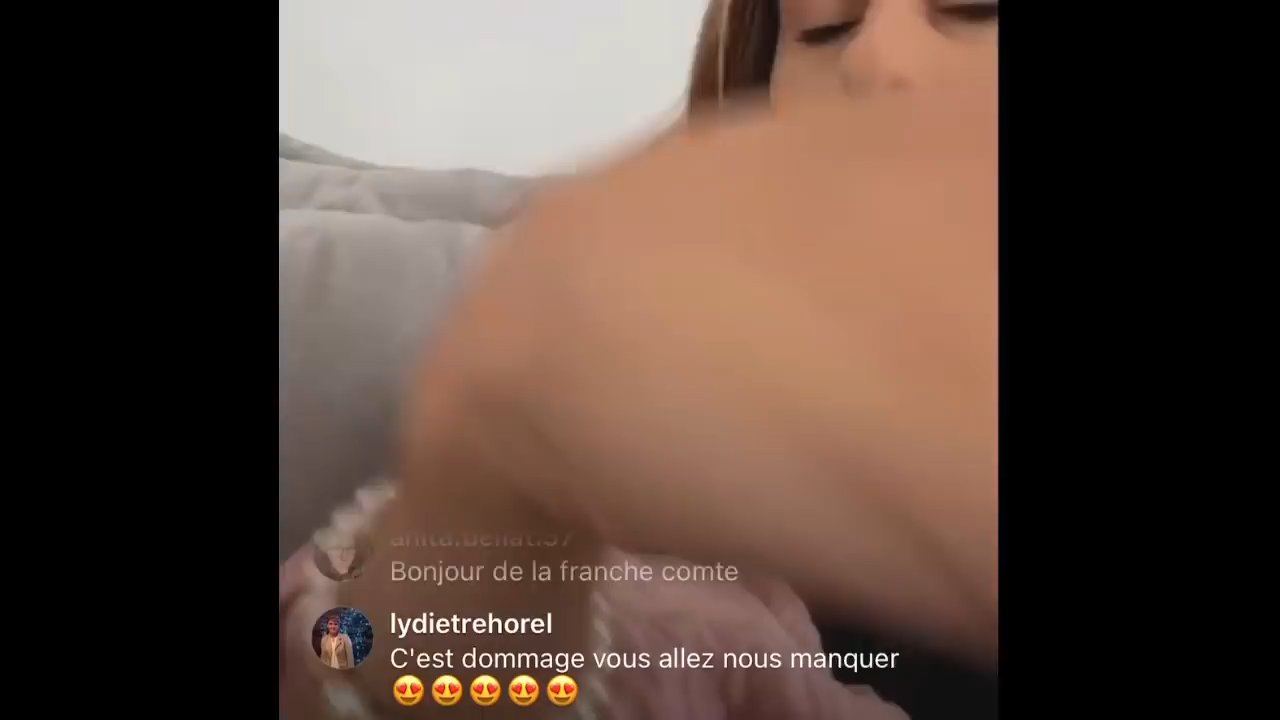 Bonjour de la franche comte
lydietrehorel
C'est dommage vous allez nous manquer
😍😍😍😍😍